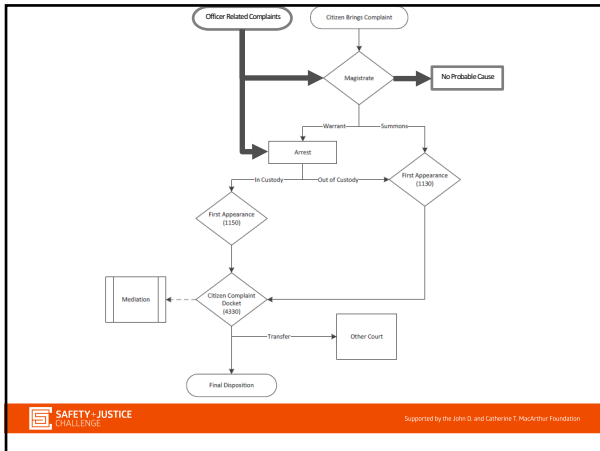 Officer Related Complaints
Citizen Brings Complaint
Magistrate
No Probable Cause
Warrant
Summons
Arrest
In Custody
Out of Custody
First Appearance
(1130)
First Appearance
(1150)
Mediation
Citizen Complaint
Docket
(4330)
Transfer
Other Court
Final Disposition
SAFETY+JUSTICE
CHALLENGE
Supported by the John D. and Catherine T. MacArthur Foundation